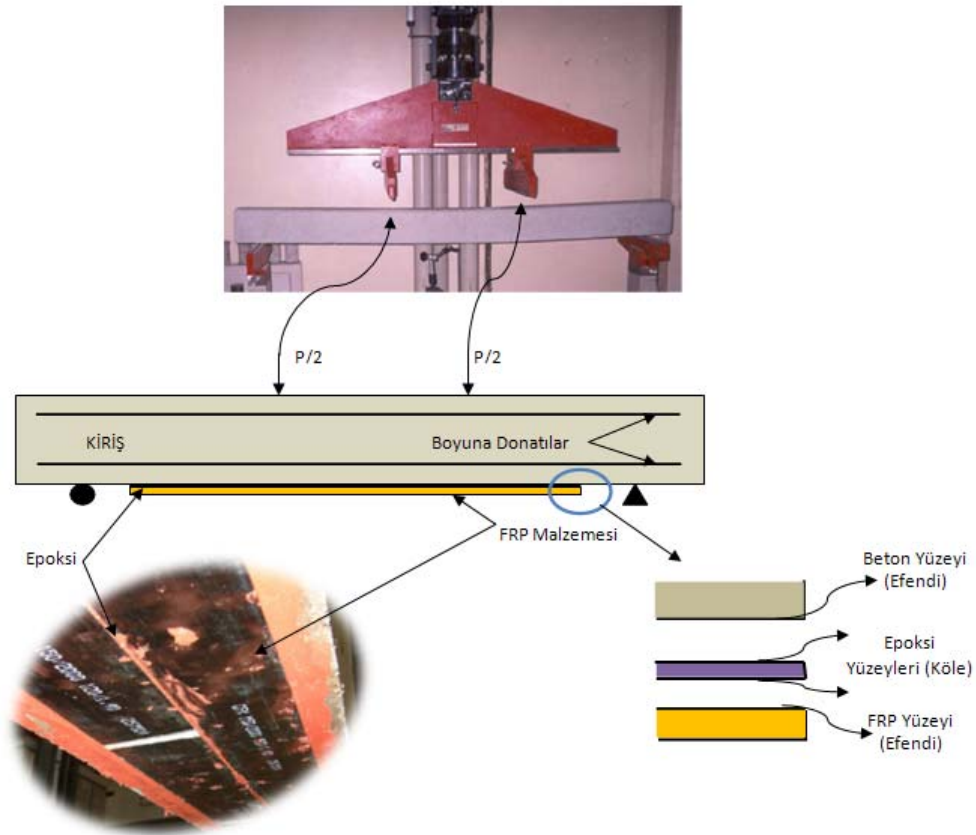 P/2
P/2
KİRİŞ
Boyuna Donatılar
Epoksi
FRP Malzemesi
Beton Yüzeyi
(Efendi)
Epoksi
Yüzeyleri (Köle)
FRP Yüzeyi
(Efendi)